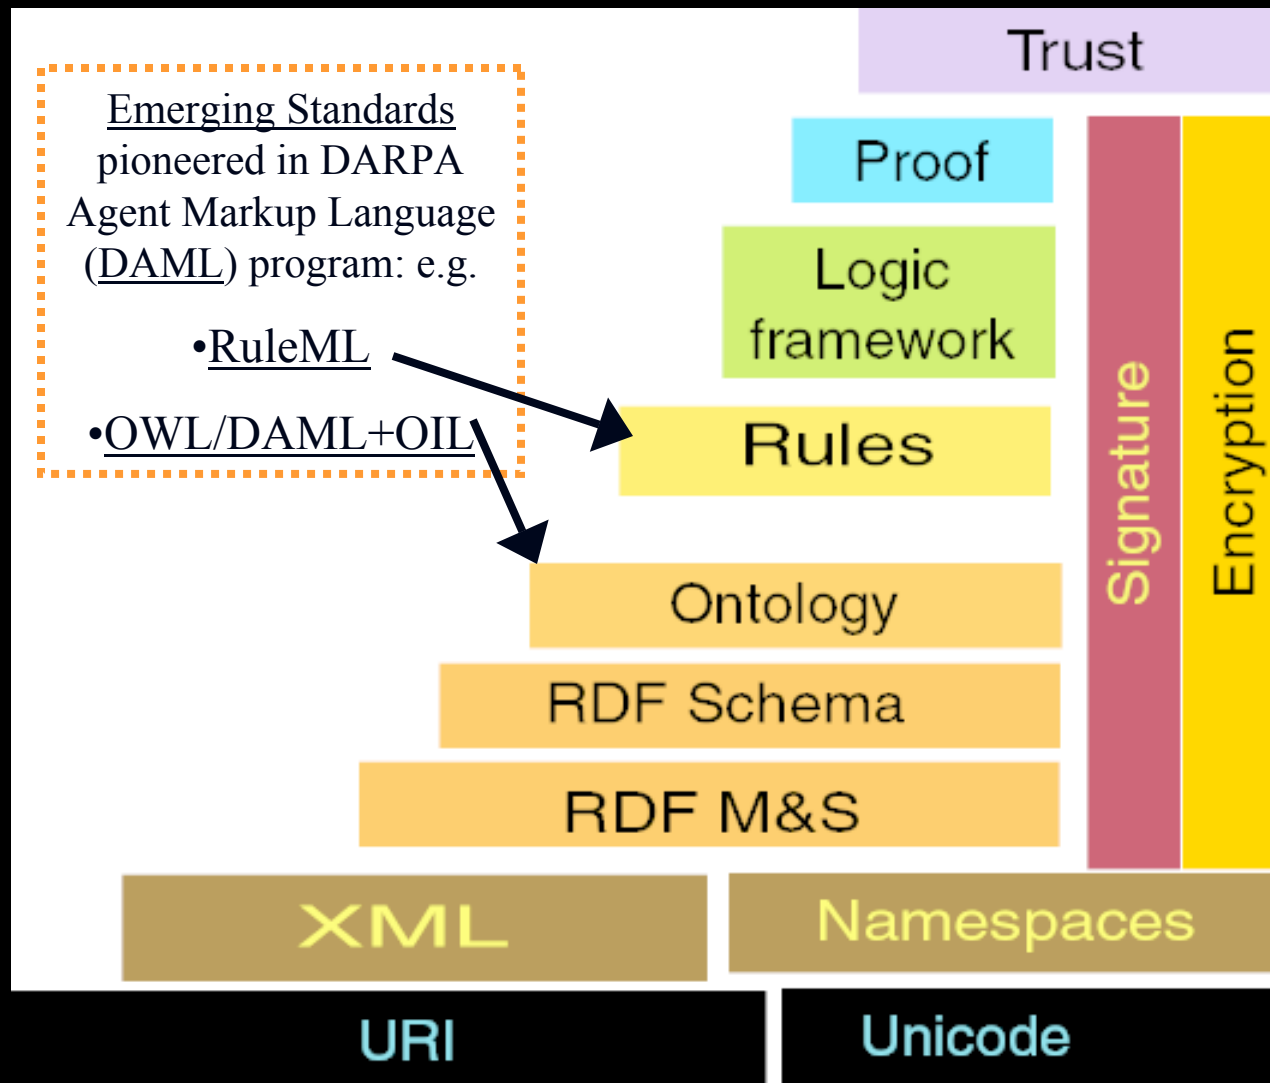 Trust
Emerging Standards
pioneered in DARPA
Agent Markup Language
(DAML) program: e.g.
•RuleML
•OWL/DAML+OIL
Proof
Logic
framework
Rules
Ontology
RDF Schema
RDF M&S
Signature
Encryption
XML
Namespaces
URI
Unicode